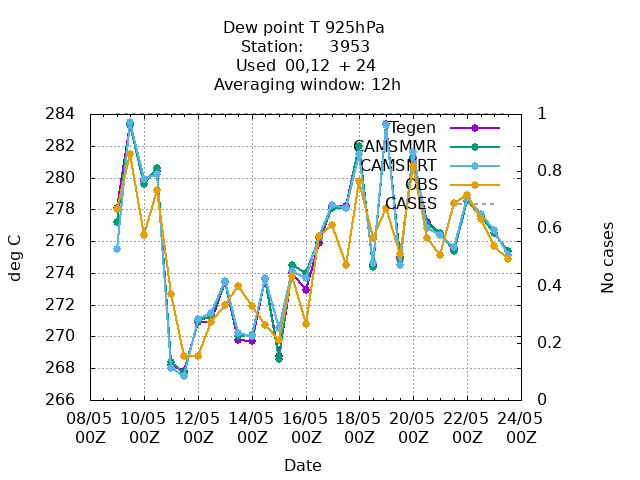 Dew point T 925hPa
Station: 3953
Used 00,12 + 24
Averaging window: 12h
284
282
280
278
276
274
272
270
268
266
deg C
1
0.8
0.6
0.4
0.2
0
No cases
Tegen
CAMSMMR
CAMSNRT
OBS
CASES
08/05 10/05 12/05 14/05 16/05 18/05 20/05 22/05 24/05
00Z 00Z 00Z 00Z 00Z 00Z 00Z 00Z 00Z
Date